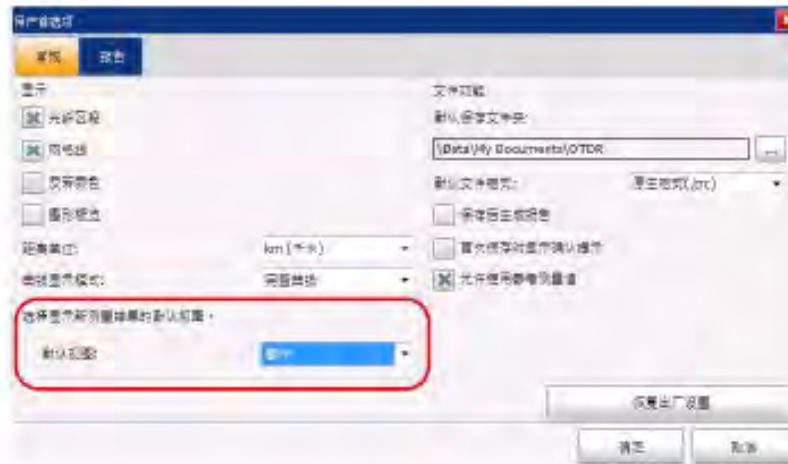 用户首选项
常规
报告
显示
光纤区段
网格线
反转颜色
图形模选
距离单位:
km (千米)
曲线显示模式:
完整曲线
选择显示新测量结果的默认视图。
默认视图:
文件功能
默认保存文件夹:
\Data\My Documents\OTDR
...
默认文件格式:
原生格式(.trc)
保存后生成报告
首次保存时显示确认提示
允许使用参考测量值
恢复出厂设置
确定
取消